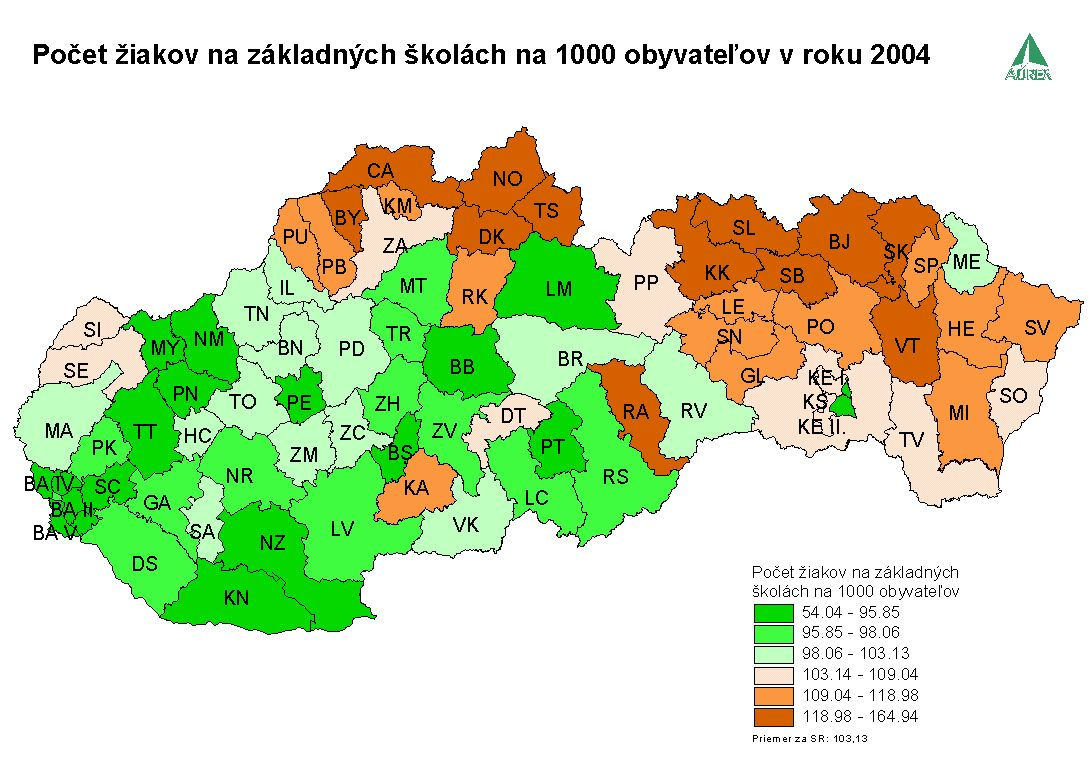 Počet žiakov na základných školách na 1000 obyvateľov v roku 2004
AÚREX
CA
NO
KM
BY
TS
PU
DK
ZA
PB
SL
BJ
SK
SP
ME
KK
SB
PP
MT
IL
RK
LM
LE
TN
PO
HE
SV
SI
MY
NM
TR
SN
VT
BN
PD
BR
SE
BB
GL
KE I.
PN
PE
ZH
KS
SO
TO
DT
RA
RV
MI
MA
TT
HC
ZC
ZV
KE II.
TV
PK
BS
PT
ZM
BA IV
SC
NR
KA
RS
GA
LC
BA II
SA
LV
VK
BA V
NZ
DS
KN
Počet žiakov na základných
školách na 1000 obyvateľov
54.04 - 95.85
95.85 - 98.06
98.06 - 103.13
103.14 - 109.04
109.04 - 118.98
118.98 - 164.94
Priemer za SR: 103,13